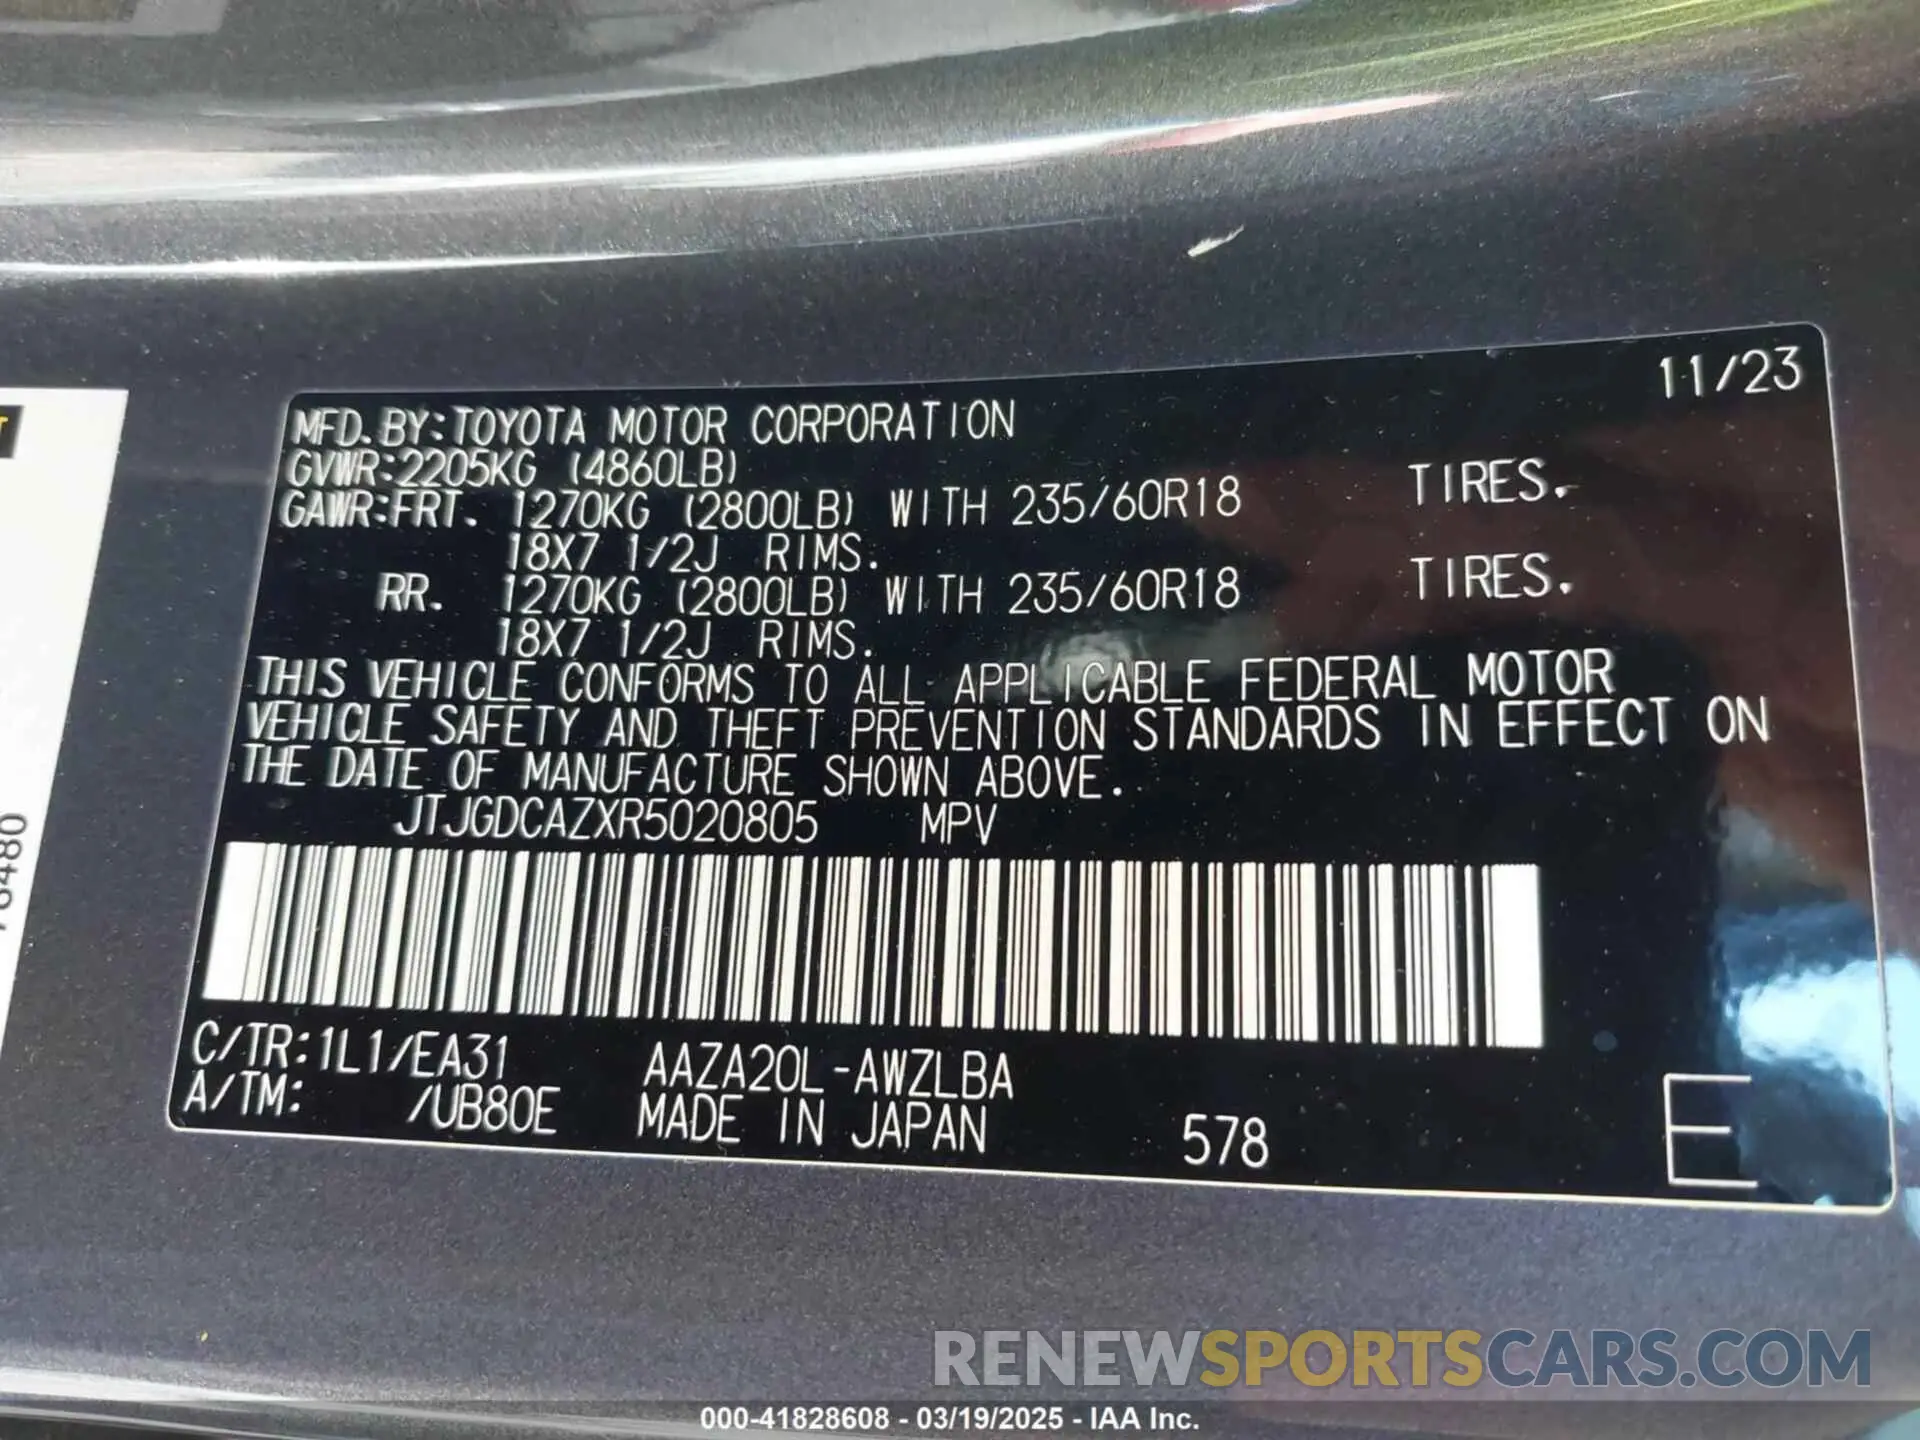 11/23
MFD. BY:TOYOTA MOTOR CORPORATION
GVWR:2205KG (4860LB)
GAWR:FRT. 1270KG (2800LB) WITH 235/60R18 TIRES.
18X7 1/2J RIMS.
RR. 1270KG (2800LB) WITH 235/60R18 TIRES.
18X7 1/2J RIMS.
THIS VEHICLE CONFORMS TO ALL APPLICABLE FEDERAL MOTOR
VEHICLE SAFETY AND THEFT PREVENTION STANDARDS IN EFFECT ON
THE DATE OF MANUFACTURE SHOWN ABOVE.
JTJGDCAZXR5020805 MPV
C/TR:1L1/EA31 AAZA20L-AWZLBA
A/TM: /UB80E MADE IN JAPAN 578
E
RENEWSPORTSCARS.COM
000-41828608 - 03/19/2025 - IAA Inc.